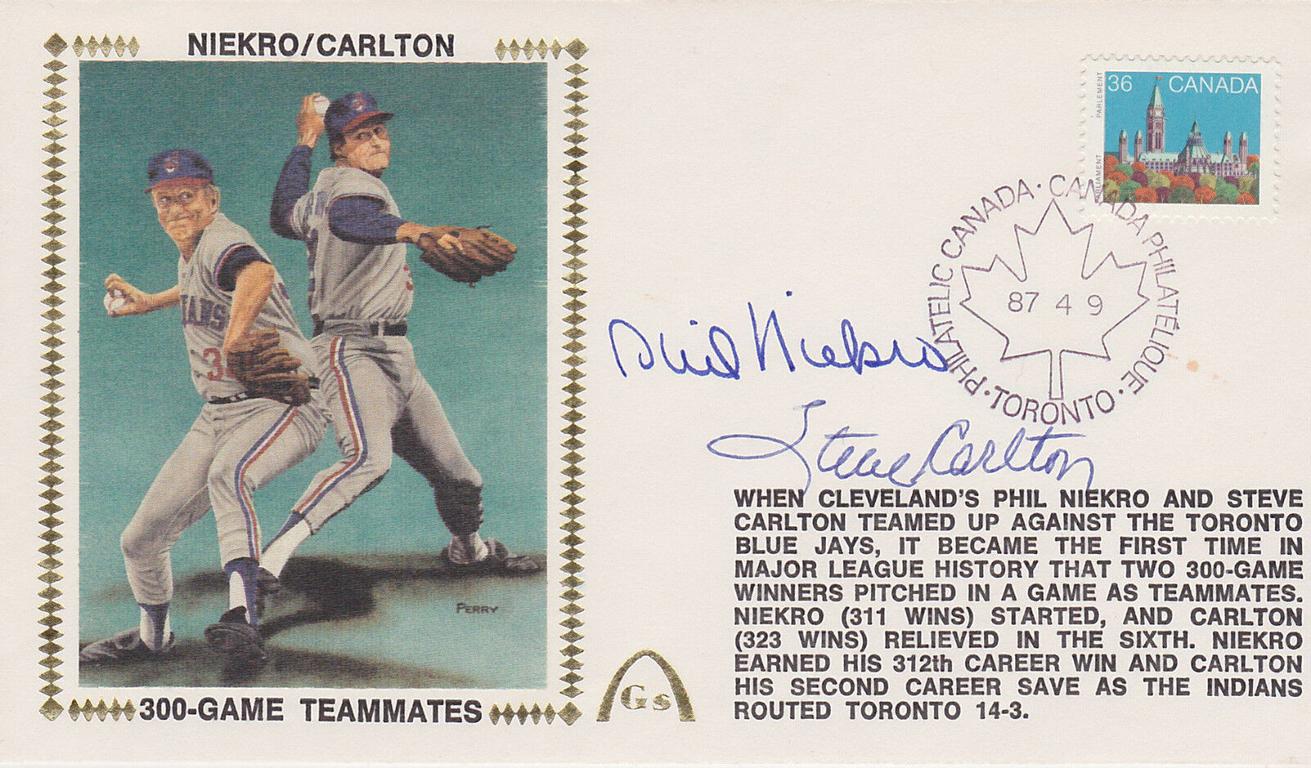 NIEKRO/CARLTON
36 CANADA
PARLEMENT
PARLIAMENT
PHILATELIC CANADA · CANADA PHILATÉLIQUE · TORONTO ·
87 4 9
Phil Niekro
Steve Carlton
PERRY
300-GAME TEAMMATES
Gs
WHEN CLEVELAND'S PHIL NIEKRO AND STEVE
CARLTON TEAMED UP AGAINST THE TORONTO
BLUE JAYS, IT BECAME THE FIRST TIME IN
MAJOR LEAGUE HISTORY THAT TWO 300-GAME
WINNERS PITCHED IN A GAME AS TEAMMATES.
NIEKRO (311 WINS) STARTED, AND CARLTON
(323 WINS) RELIEVED IN THE SIXTH. NIEKRO
EARNED HIS 312th CAREER WIN AND CARLTON
HIS SECOND CAREER SAVE AS THE INDIANS
ROUTED TORONTO 14-3.